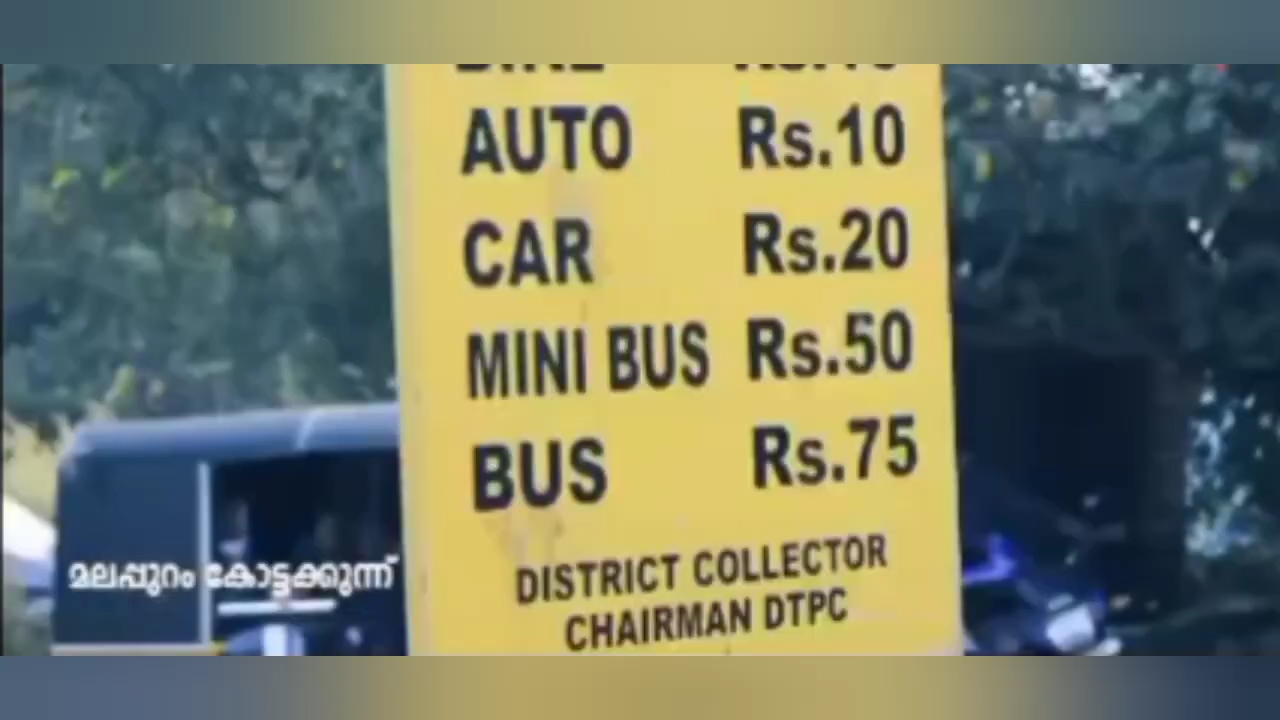 AUTO Rs.10
CAR Rs.20
MINI BUS Rs.50
BUS Rs.75
DISTRICT COLLECTOR
CHAIRMAN DTPC
മലപ്പുറം കോട്ടക്കുന്ന്